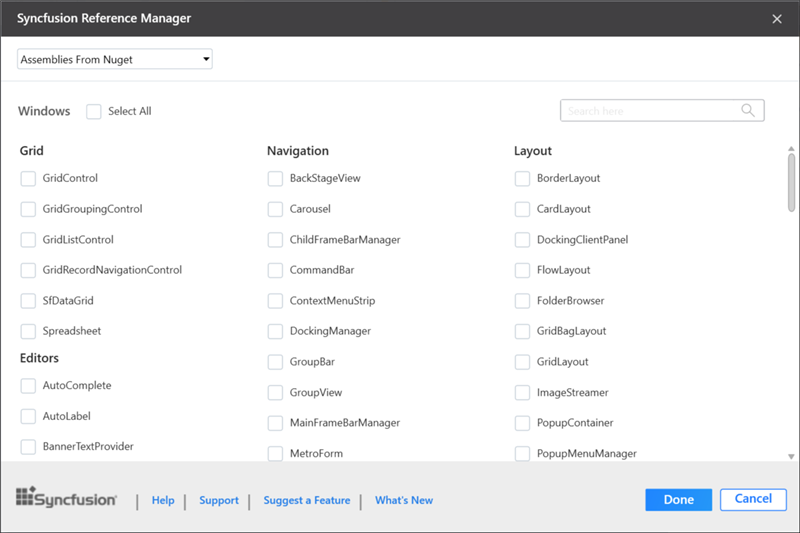 Syncfusion Reference Manager
Assemblies From Nuget
Windows
Select All
Search here
Grid
GridControl
GridGroupingControl
GridListControl
GridRecordNavigationControl
SfDataGrid
Spreadsheet
Editors
AutoComplete
AutoLabel
BannerTextProvider
Navigation
BackStageView
Carousel
ChildFrameBarManager
CommandBar
ContextMenuStrip
DockingManager
GroupBar
GroupView
MainFrameBarManager
MetroForm
Layout
BorderLayout
CardLayout
DockingClientPanel
FlowLayout
FolderBrowser
GridBagLayout
GridLayout
ImageStreamer
PopupContainer
PopupMenuManager
Syncfusion
Help
Support
Suggest a Feature
What's New
Done
Cancel